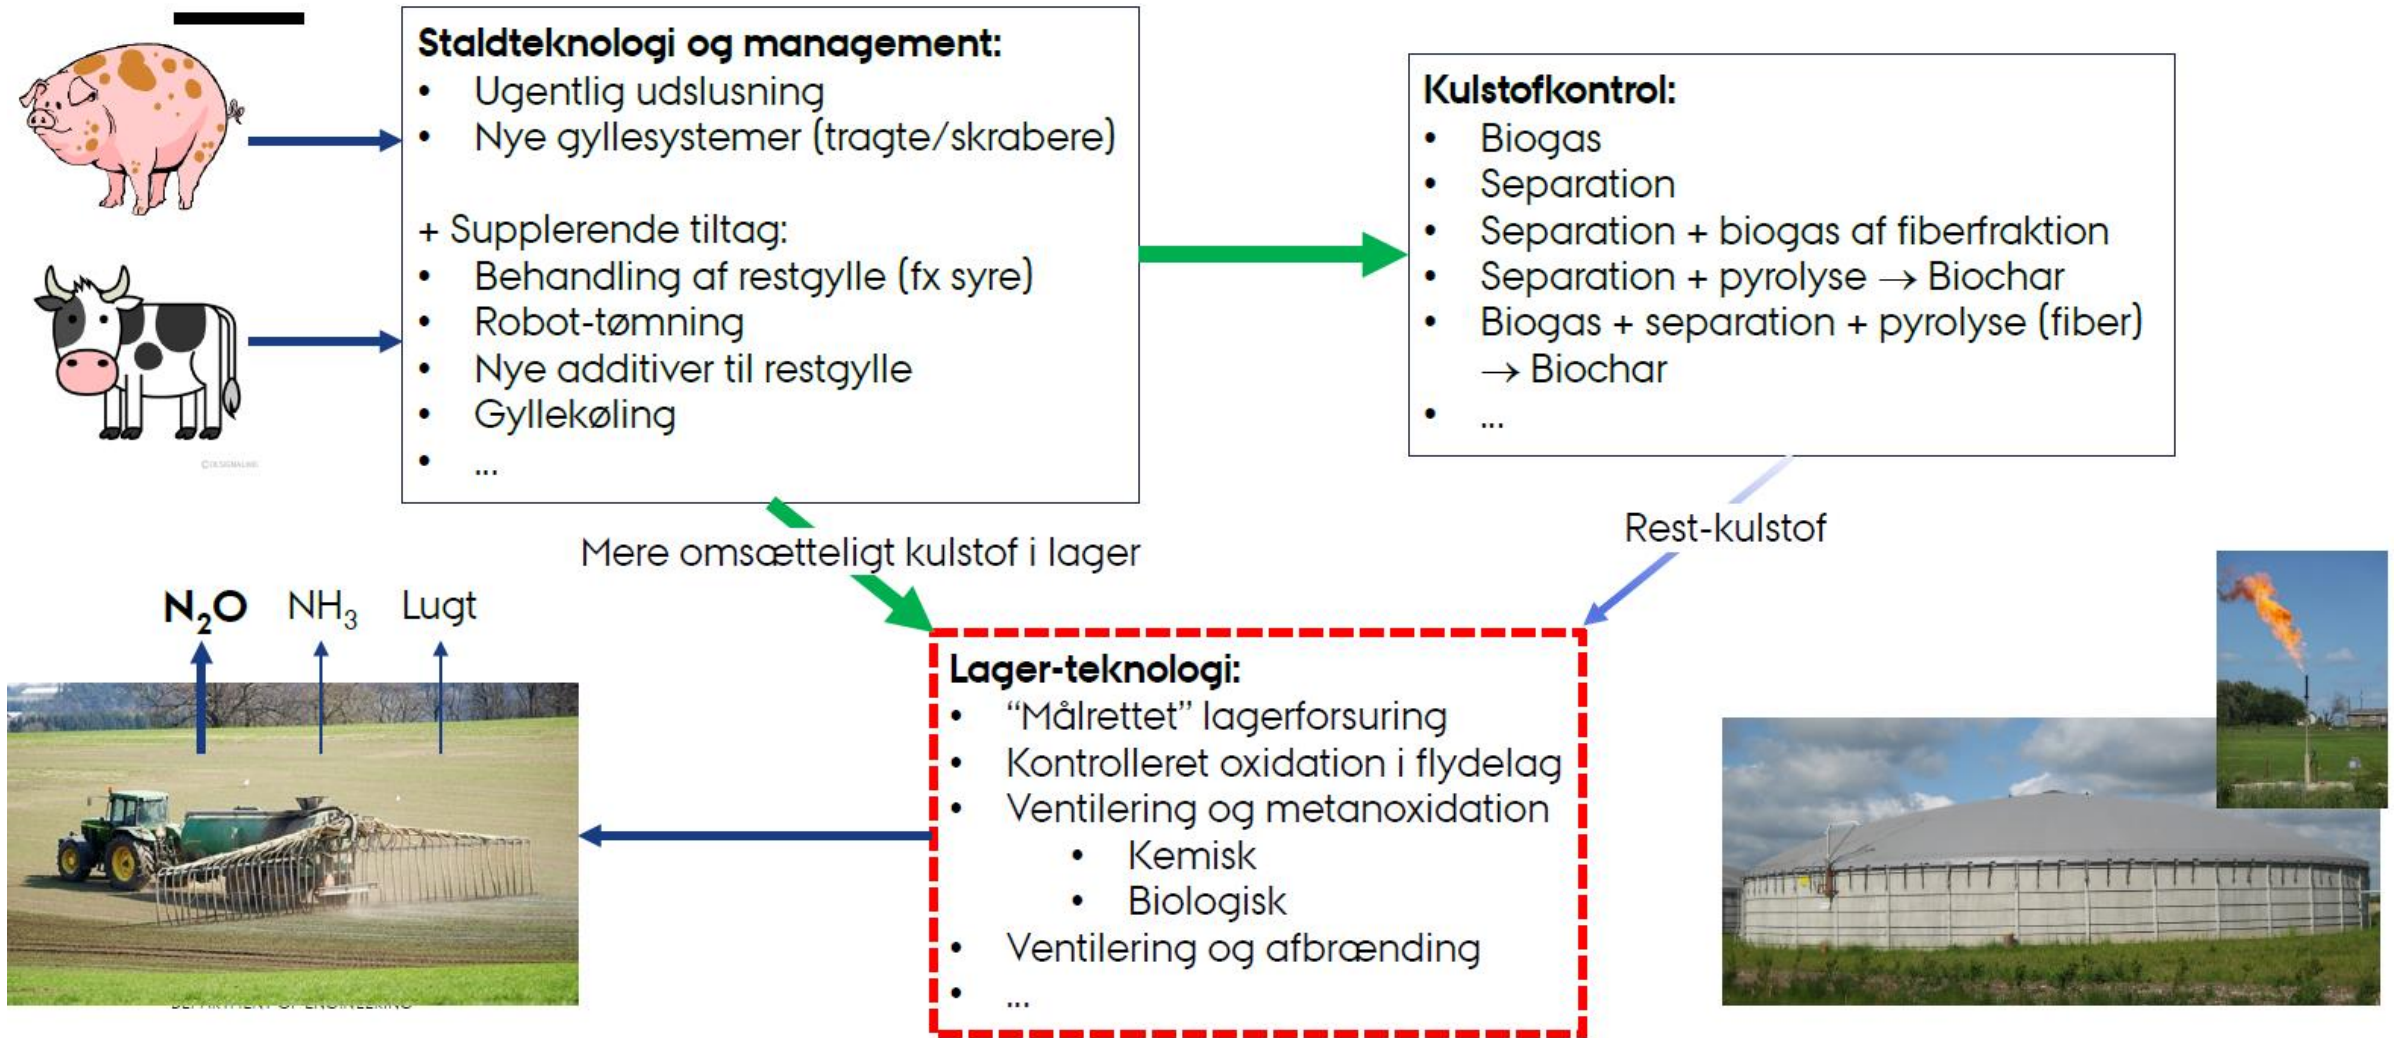 Staldteknologi og management:
• Ugentlig udslusning
• Nye gyllesystemer (tragte/skrabere)
+ Supplerende tiltag:
• Behandling af restgylle (fx syre)
• Robot-tømning
• Nye additiver til restgylle
• Gyllekøling
• ...
Kulstofkontrol:
• Biogas
• Separation
• Separation + biogas af fiberfraktion
• Separation + pyrolyse → Biochar
• Biogas + separation + pyrolyse (fiber)
→ Biochar
• ...
Mere omsætteligt kulstof i lager
Rest-kulstof
N₂O NH₃ Lugt
Lager-teknologi:
• “Målrettet” lagerforsuring
• Kontrolleret oxidation i flydelag
• Ventilering og metanoxidation
• Kemisk
• Biologisk
• Ventilering og afbrænding
• ...
DEPARTMENT OF ENGINEERING